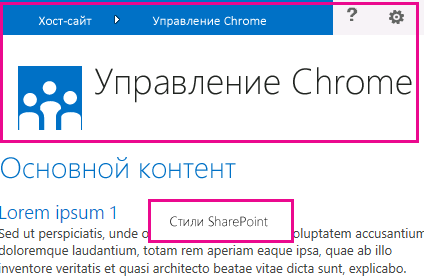 Хост-сайт Управление Chrome ?
Управление Chrome
Основной контент
Lorem ipsum 1
Стили SharePoint
Sed ut perspiciatis, unde o oluptatem accusantium
doloremque laudantium, totam rem aperiam eaque ipsa, quae ab illo
inventore veritatis et quasi architecto beatae vitae dicta sunt, explicabo.